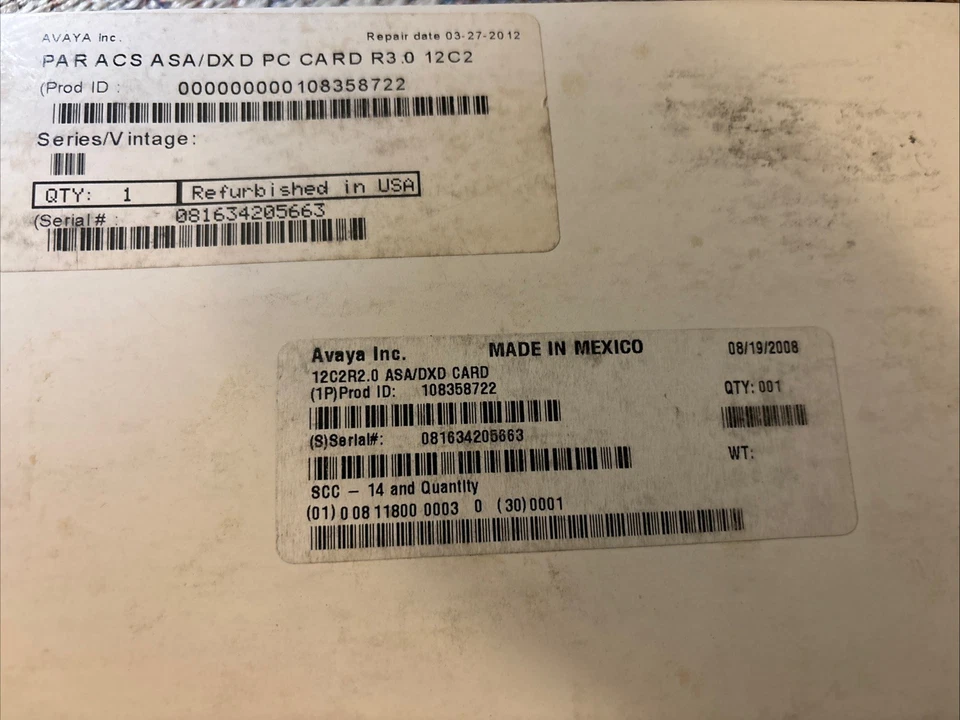 AVAYA Inc. Repair date 03-27-2012
PAR ACS ASA/DXD PC CARD R3.0 12C2
(Prod ID : 000000000108358722
Series/Vintage:
QTY: 1 Refurbished in USA
(Serial # : 081634205663
Avaya Inc. MADE IN MEXICO 08/19/2008
12C2R2.0 ASA/DXD CARD
(1P)Prod ID: 108358722 QTY: 001
(S)Serial#: 081634205663
WT:
SCC - 14 and Quantity
(01) 0 08 11800 0003 0 (30) 0001